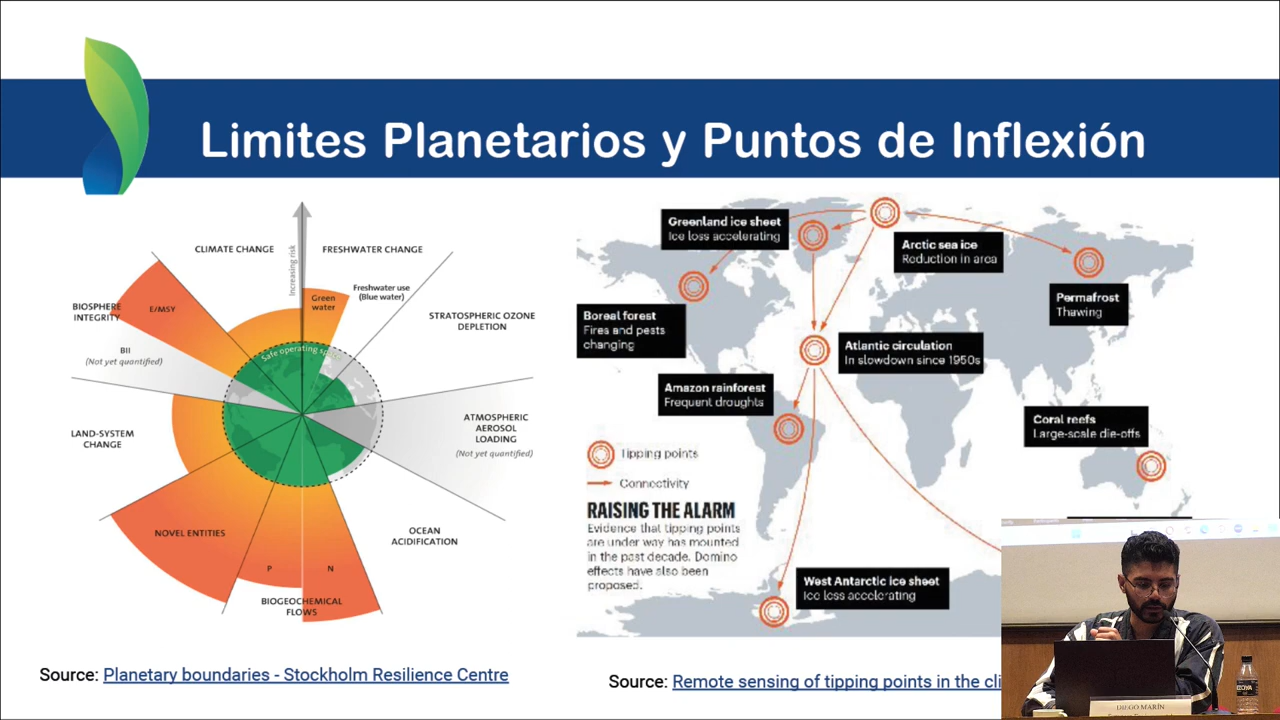 Limites Planetarios y Puntos de Inflexión
CLIMATE CHANGE
FRESHWATER CHANGE
Increasing risk
Green
water
Freshwater use
(Blue water)
STRATOSPHERIC OZONE
DEPLETION
BIOSPHERE
INTEGRITY
E/MSY
BII
(Not yet quantified)
Safe operating
LAND-SYSTEM
CHANGE
ATMOSPHERIC
AEROSOL
LOADING
(Not yet quantified)
OCEAN
ACIDIFICATION
NOVEL ENTITIES
P
N
BIOGEOCHEMICAL
FLOWS
Source: Planetary boundaries - Stockholm Resilience Centre
Greenland ice sheet
Ice loss accelerating
Arctic sea ice
Reduction in area
Permafrost
Thawing
Boreal forest
Fires and pests
changing
Atlantic circulation
In slowdown since 1950s
Amazon rainforest
Frequent droughts
Coral reefs
Large-scale die-offs
Tipping points
Connectivity
RAISING THE ALARM
Evidence that tipping points
are under way has mounted
in the past decade. Domino
effects have also been
proposed.
West Antarctic ice sheet
Ice loss accelerating
Source: Remote sensing of tipping points in the cli
DIEGO MARÍN